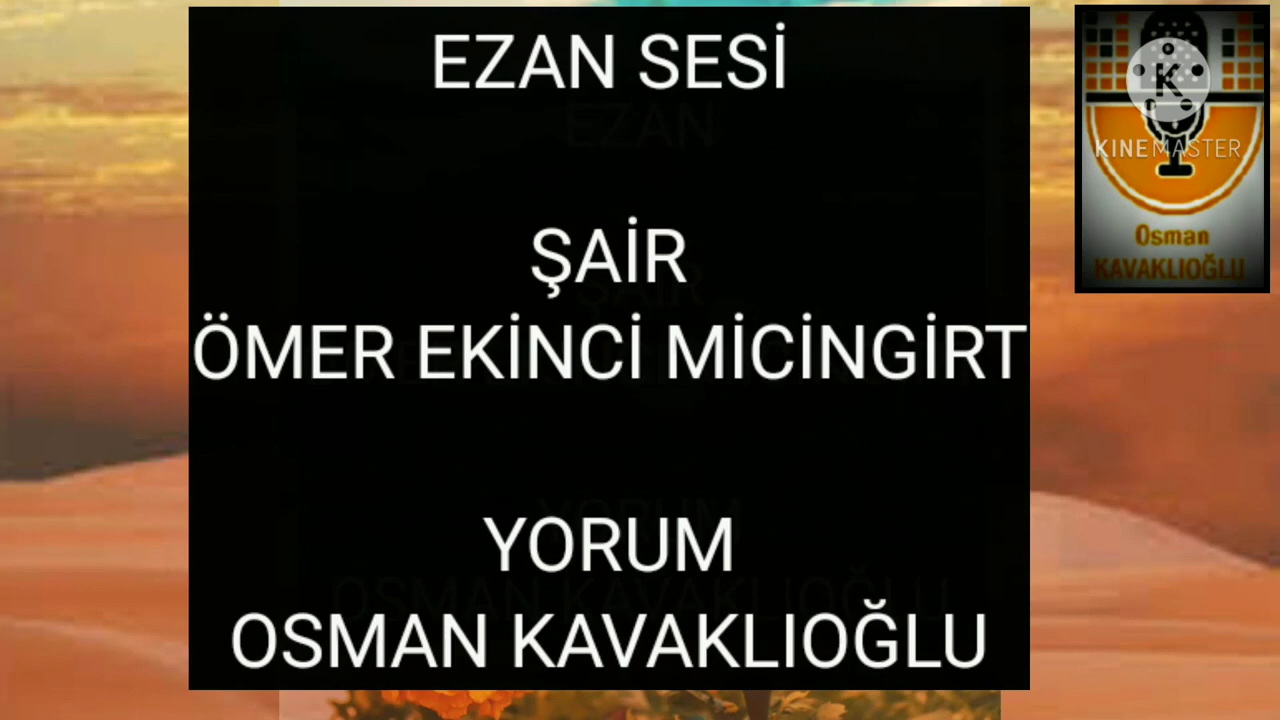 EZAN SESİ
ŞAİR
ÖMER EKİNCİ MİCİNGİRT
YORUM
OSMAN KAVAKLIOĞLU
K
KINEMASTER
Osman
KAVAKLIOĞLU